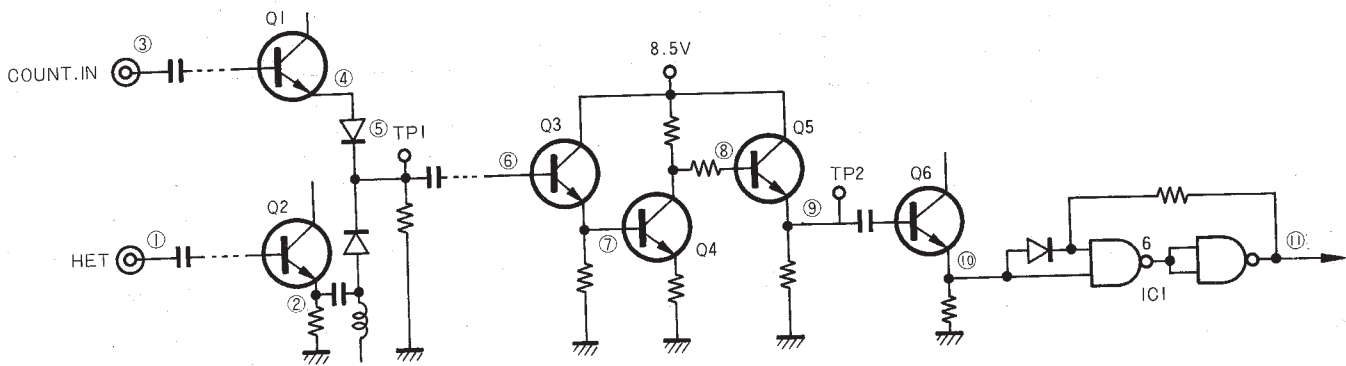 Q1
③
COUNT.IN
④
8.5V
⑤
TP1
Q3
Q5
⑥
⑧
TP2
Q6
Q2
①
HET
②
⑦
Q4
⑨
⑩
6
IC1
⑪